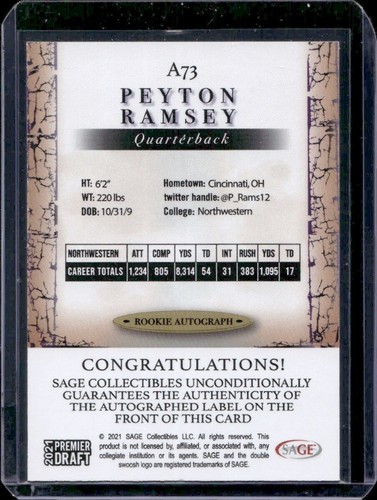 A73
PEYTON
RAMSEY
Quarterback
HT: 6'2"
WT: 220 lbs
DOB: 10/31/9
Hometown: Cincinnati, OH
twitter handle: @P_Rams12
College: Northwestern
NORTHWESTERN ATT COMP YDS TD INT RUSH YDS TD
CAREER TOTALS 1,234 805 8,314 54 31 383 1,095 17
ROOKIE AUTOGRAPH
CONGRATULATIONS!
SAGE COLLECTIBLES UNCONDITIONALLY
GUARANTEES THE AUTHENTICITY OF
THE AUTOGRAPHED LABEL ON THE
FRONT OF THIS CARD
2021 PREMIER DRAFT
© 2021 SAGE Collectibles LLC. All rights reserved. This
product is not licensed by, affiliated, or associated with, any
collegiate institution or its agents. SAGE and the double
swoosh logo are registered trademarks of SAGE.
SAGE